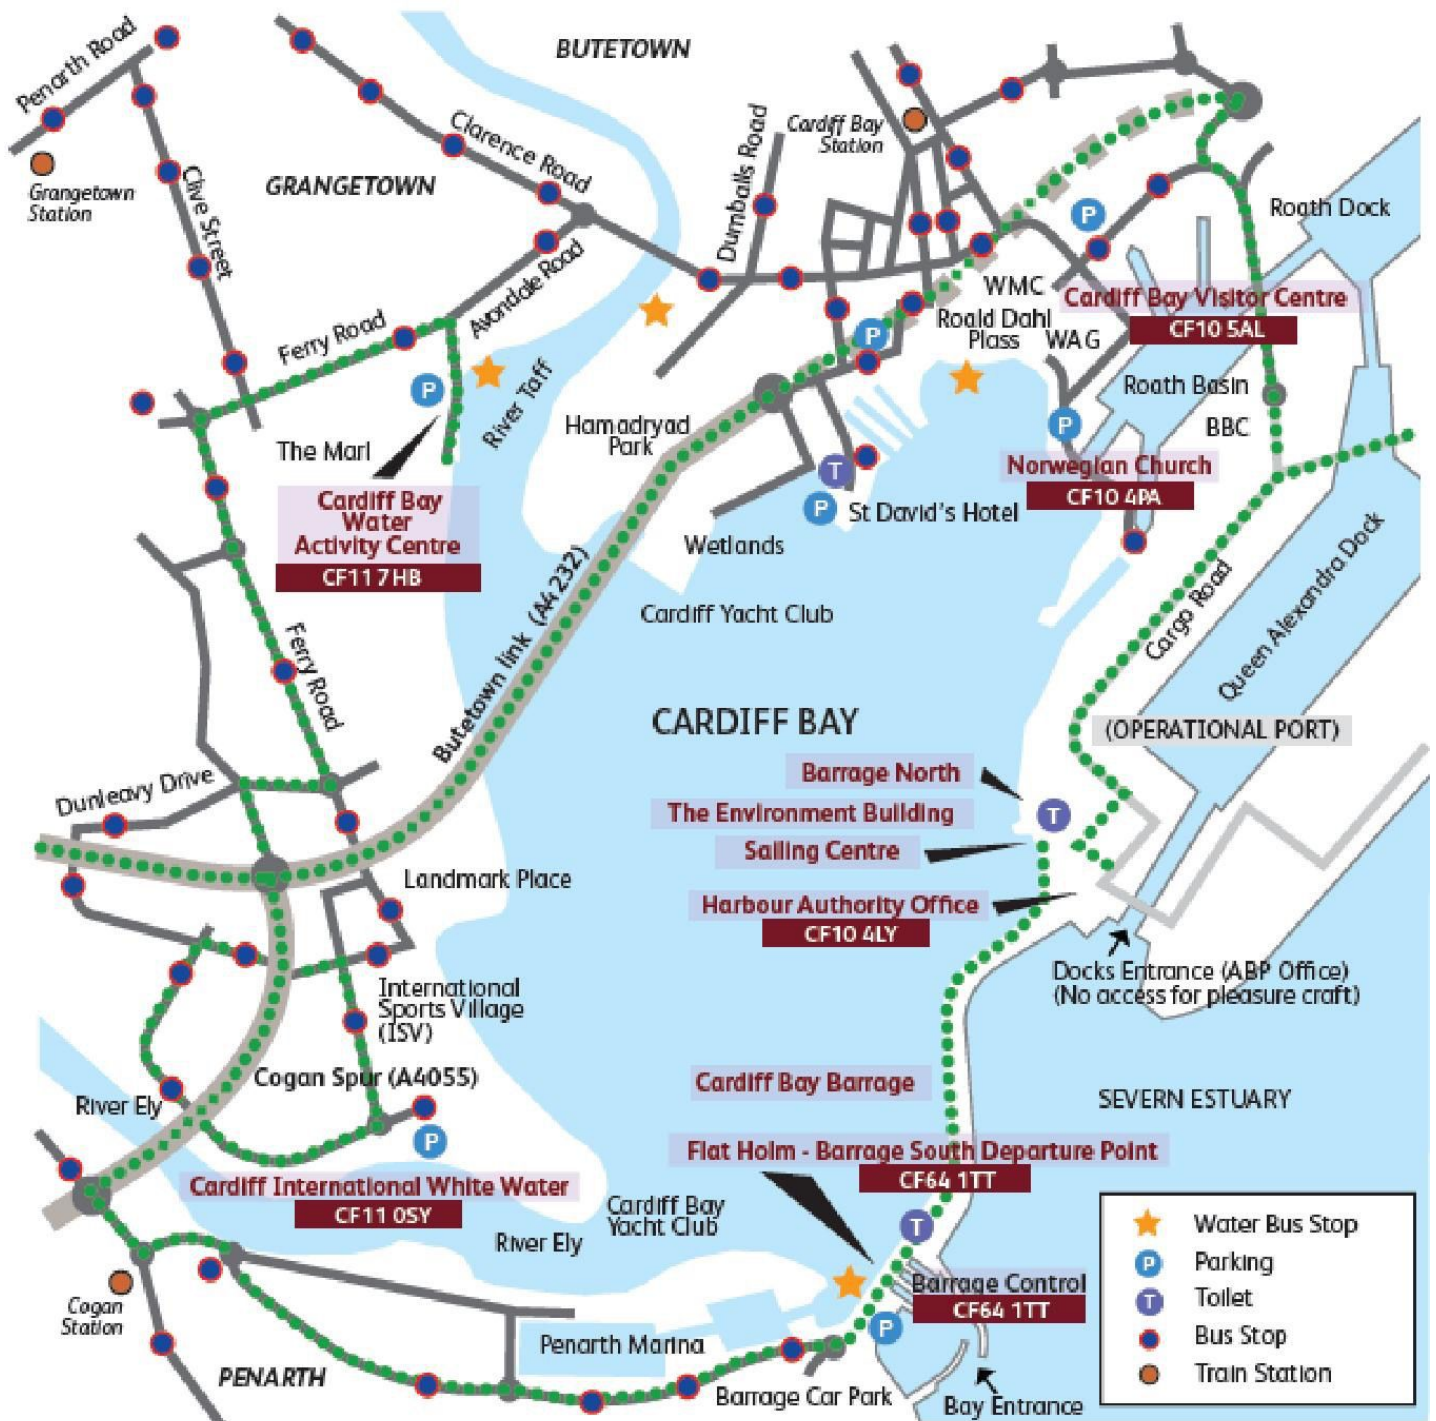 BUTETOWN
Penarth Road
Grangetown
Station
GRANGETOWN
Clarence Road
Clive Street
Dumballs Road
Cardiff Bay
Station
Roath Dock
Avondale Road
Ferry Road
WMC
Cardiff Bay Visitor Centre
CF10 5AL
Roald Dahl
Plass
WAG
P
P
P
P
River Taff
Roath Basin
BBC
Hamadryad
Park
The Marl
Norwegian Church
CF10 4PA
T
P
St David's Hotel
Cardiff Bay
Water
Activity Centre
CF11 7HB
Wetlands
Cardiff Yacht Club
Butetown link (A4232)
Cargo Road
Queen Alexandra Dock
Ferry Road
CARDIFF BAY
(OPERATIONAL PORT)
Barrage North
Dunleavy Drive
The Environment Building
T
Sailing Centre
Landmark Place
Harbour Authority Office
CF10 4LY
Docks Entrance (ABP Office)
(No access for pleasure craft)
International
Sports Village
(ISV)
Cogan Spur (A4055)
Cardiff Bay Barrage
SEVERN ESTUARY
River Ely
P
Flat Holm - Barrage South Departure Point
CF64 1TT
Cardiff International White Water
CF11 0SY
Cardiff Bay
Yacht Club
T
River Ely
Barrage Control
CF64 1TT
Cogan
Station
P
Penarth Marina
PENARTH
Barrage Car Park
Bay Entrance
Water Bus Stop
P Parking
T Toilet
Bus Stop
Train Station